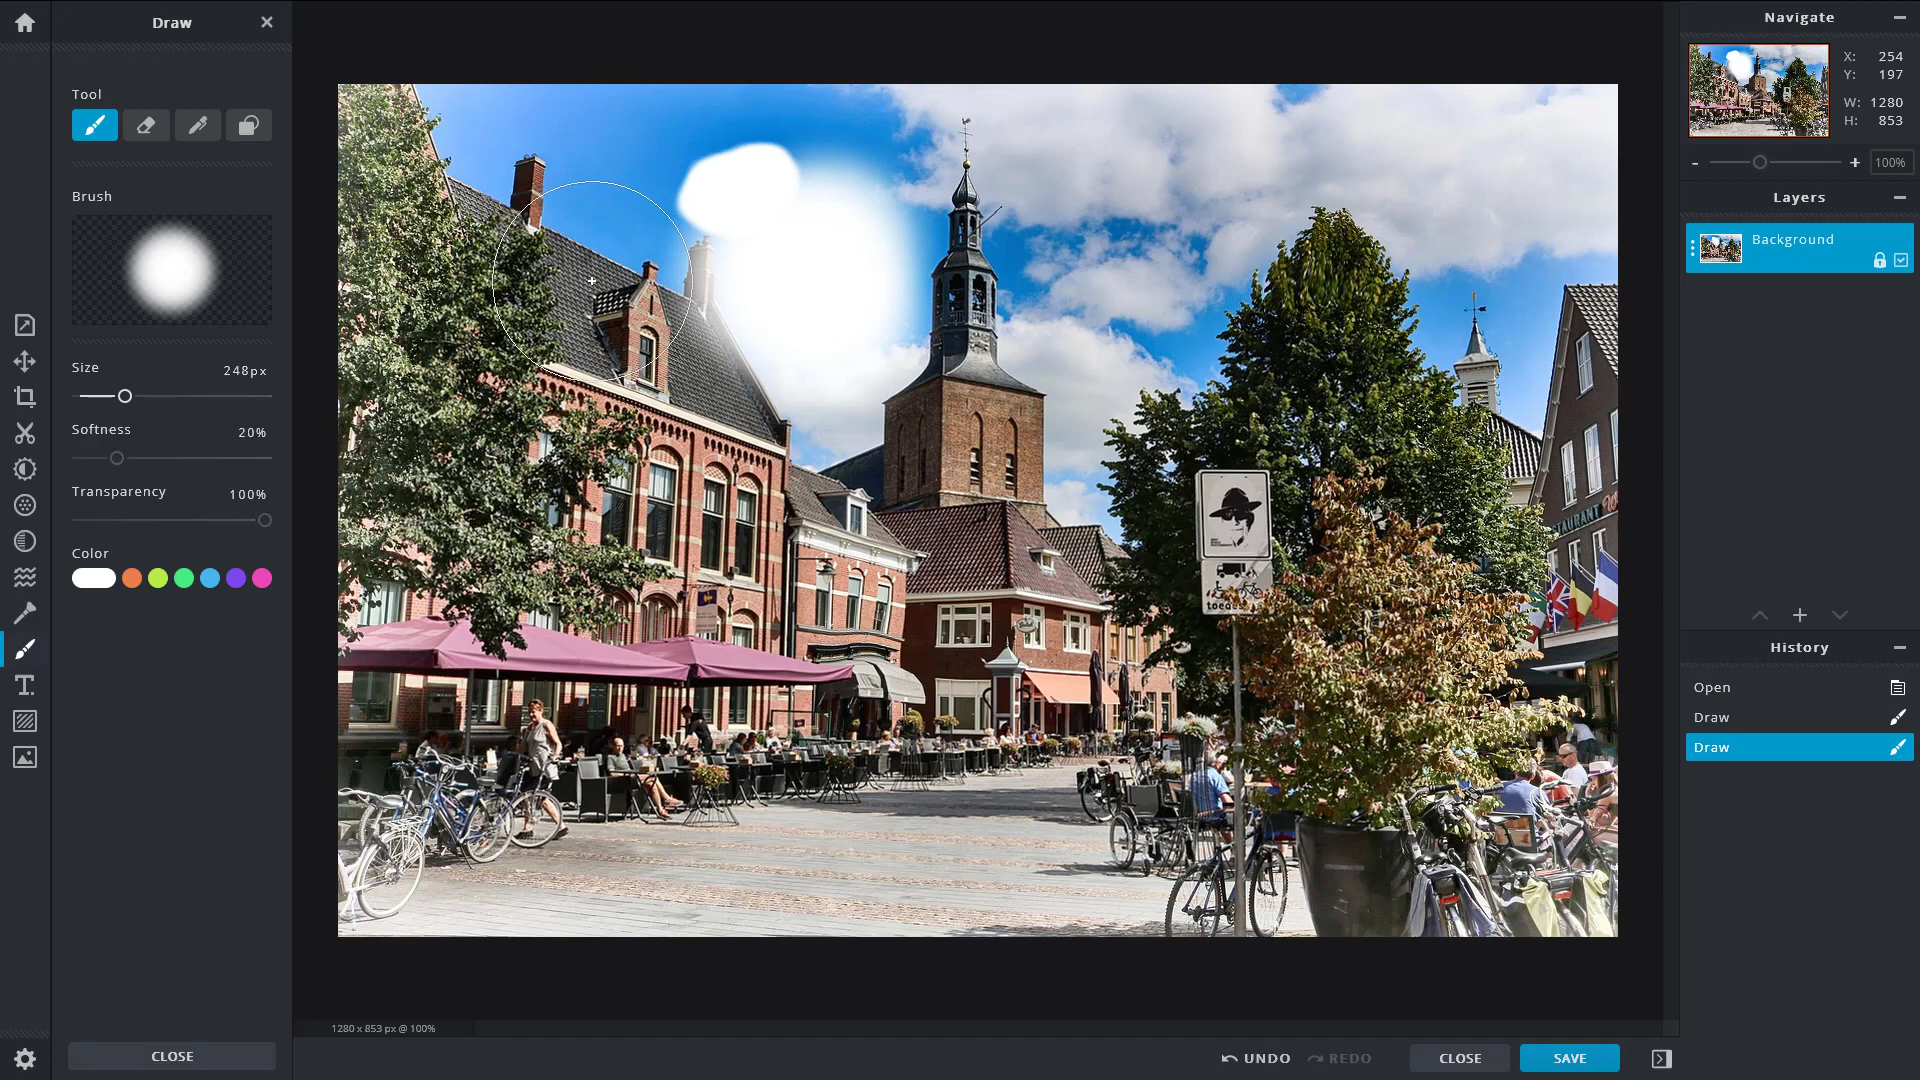 Draw
Tool
Brush
Size
248px
Softness
20%
Transparency
100%
Color
CLOSE
1280 x 853 px @ 100%
UNDO
REDO
CLOSE
SAVE
Navigate
X: 254
Y: 197
W: 1280
H: 853
- + 100%
Layers
Background
History
Open
Draw
Draw